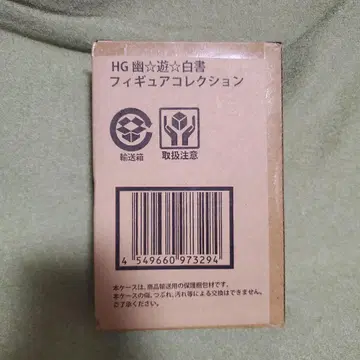 HG 幽☆遊☆白書
フィギュアコレクション
輸送箱
取扱注意
4 549660 973294
本ケースは、商品輸送用の保護梱包材です。
本ケースの傷、つぶれ、汚れ等による交換はできません。
ご了承ください。